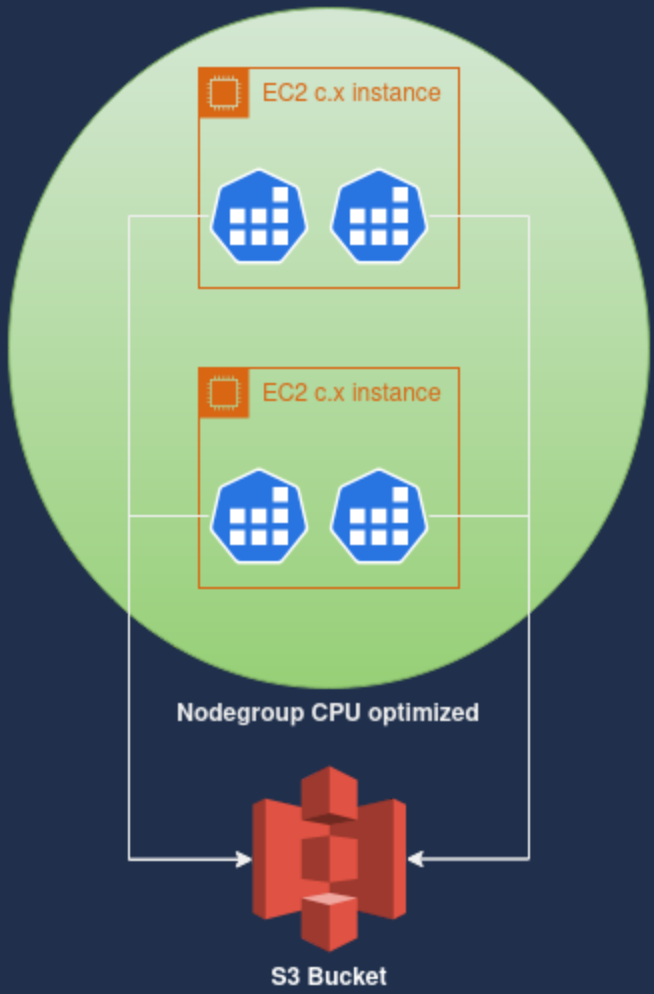 EC2 c.x instance
EC2 c.x instance
Nodegroup CPU optimized
S3 Bucket